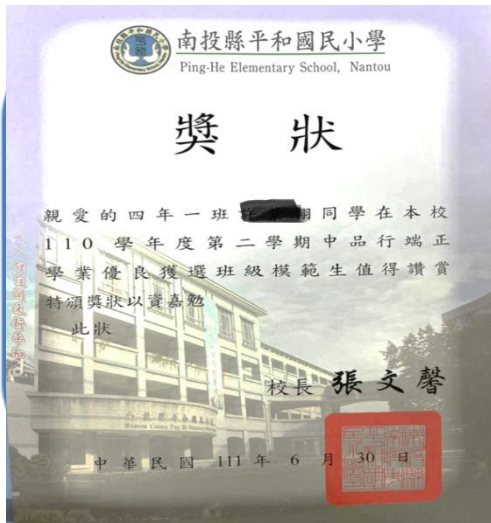 南投縣平和國民小學
Ping-He Elementary School, Nantou
獎狀
親愛的四年一班 同學在本校
110 學年度第二學期中品行端正
學業優良獲選班級模範生值得讚賞
特頒獎狀以資嘉勉
此狀
校長 張文馨
中華民國 111 年 6 月 30 日